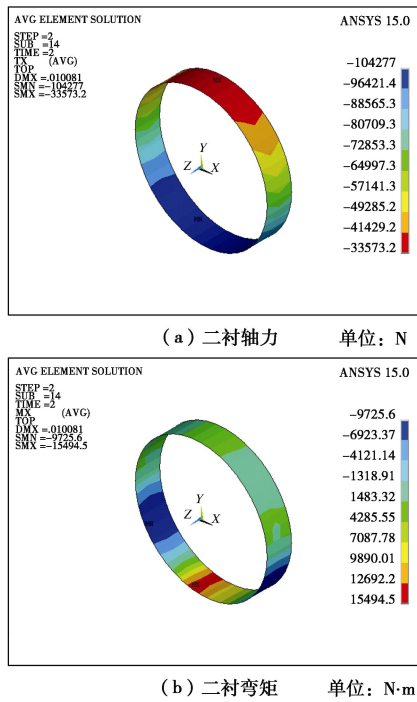 AVG ELEMENT SOLUTION
ANSYS 15.0
STEP=2
SUB =14
TIME=2
TX (AVG)
TOP
DMX=.010081
SMN=-104277
SMX=-33573.2
-104277
-96421.4
-88565.3
-80709.3
-72853.3
-64997.3
-57141.3
-49285.2
-41429.2
-33573.2
MX
Y
Z X
MN
(a)二衬轴力 单位：N
AVG ELEMENT SOLUTION
ANSYS 15.0
STEP=2
SUB =14
TIME=2
MX (AVG)
TOP
DMX=.010081
SMN=-9725.6
SMX=-15494.5
-9725.6
-6923.37
-4121.14
-1318.91
1483.32
4285.55
7087.78
9890.01
12692.2
15494.5
Y
Z X
MN
(b)二衬弯矩 单位：N·m